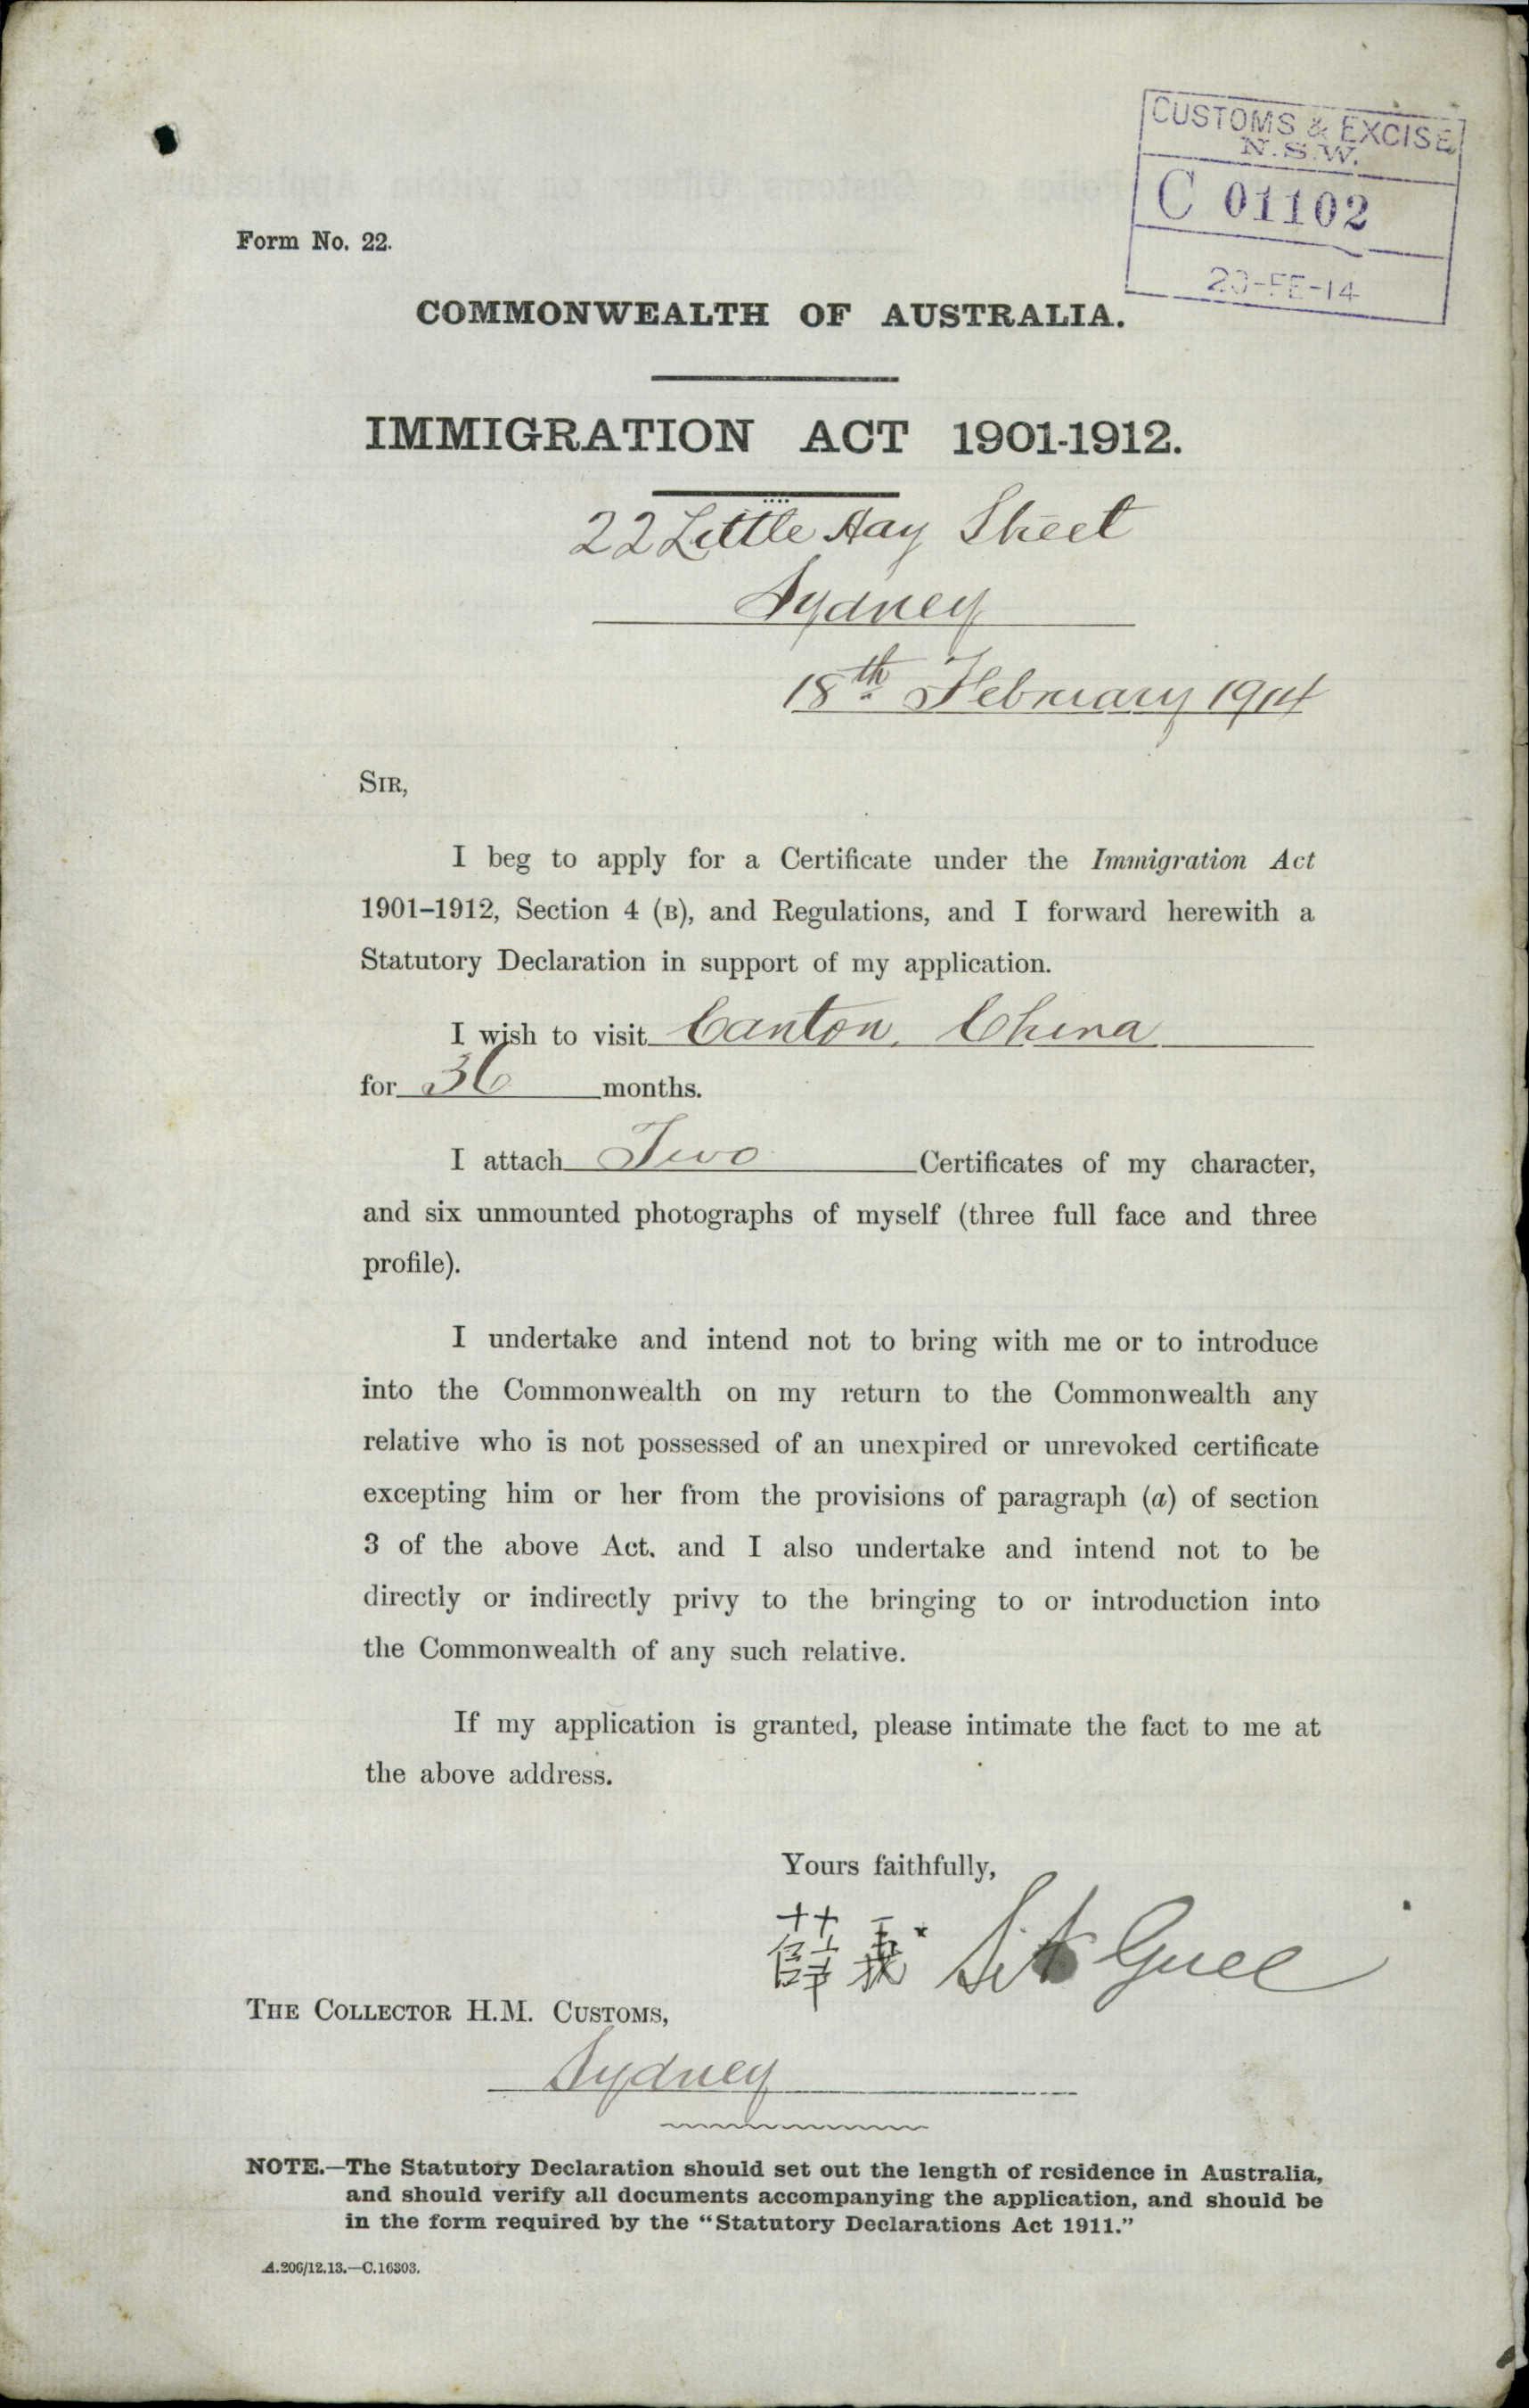 CUSTOMS & EXCISE
N.S.W.
C 01102
20-FE-14
Form No. 22.
COMMONWEALTH OF AUSTRALIA.
IMMIGRATION ACT 1901-1912.
22 Little Hay Street
Sydney
18th February 1914
SIR,
I beg to apply for a Certificate under the Immigration Act
1901–1912, Section 4 (B), and Regulations, and I forward herewith a
Statutory Declaration in support of my application.
I wish to visit Canton, China
for 36 months.
I attach Two Certificates of my character,
and six unmounted photographs of myself (three full face and three
profile).
I undertake and intend not to bring with me or to introduce
into the Commonwealth on my return to the Commonwealth any
relative who is not possessed of an unexpired or unrevoked certificate
excepting him or her from the provisions of paragraph (a) of section
3 of the above Act, and I also undertake and intend not to be
directly or indirectly privy to the bringing to or introduction into
the Commonwealth of any such relative.
If my application is granted, please intimate the fact to me at
the above address.
Yours faithfully,
薛 Sit Guee
THE COLLECTOR H.M. CUSTOMS,
Sydney
NOTE.—The Statutory Declaration should set out the length of residence in Australia,
and should verify all documents accompanying the application, and should be
in the form required by the “Statutory Declarations Act 1911.”
A.206/12.13.—C.16303.